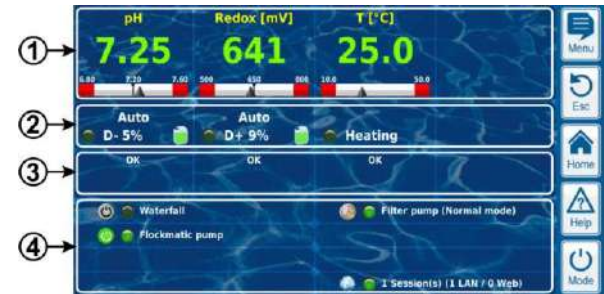 pH Redox [mV] T [°C]
1 7.25 641 25.0
6.80 7.20 7.60 500 650 800 10.0 50.0
2 Auto Auto
D- 5% D+ 9% Heating
3 OK OK OK
4 Waterfall Filter pump (Normal mode)
Flockmatic pump
1 Session(s) (1 LAN / 0 Web)
Menu
Esc
Home
? Help
Mode